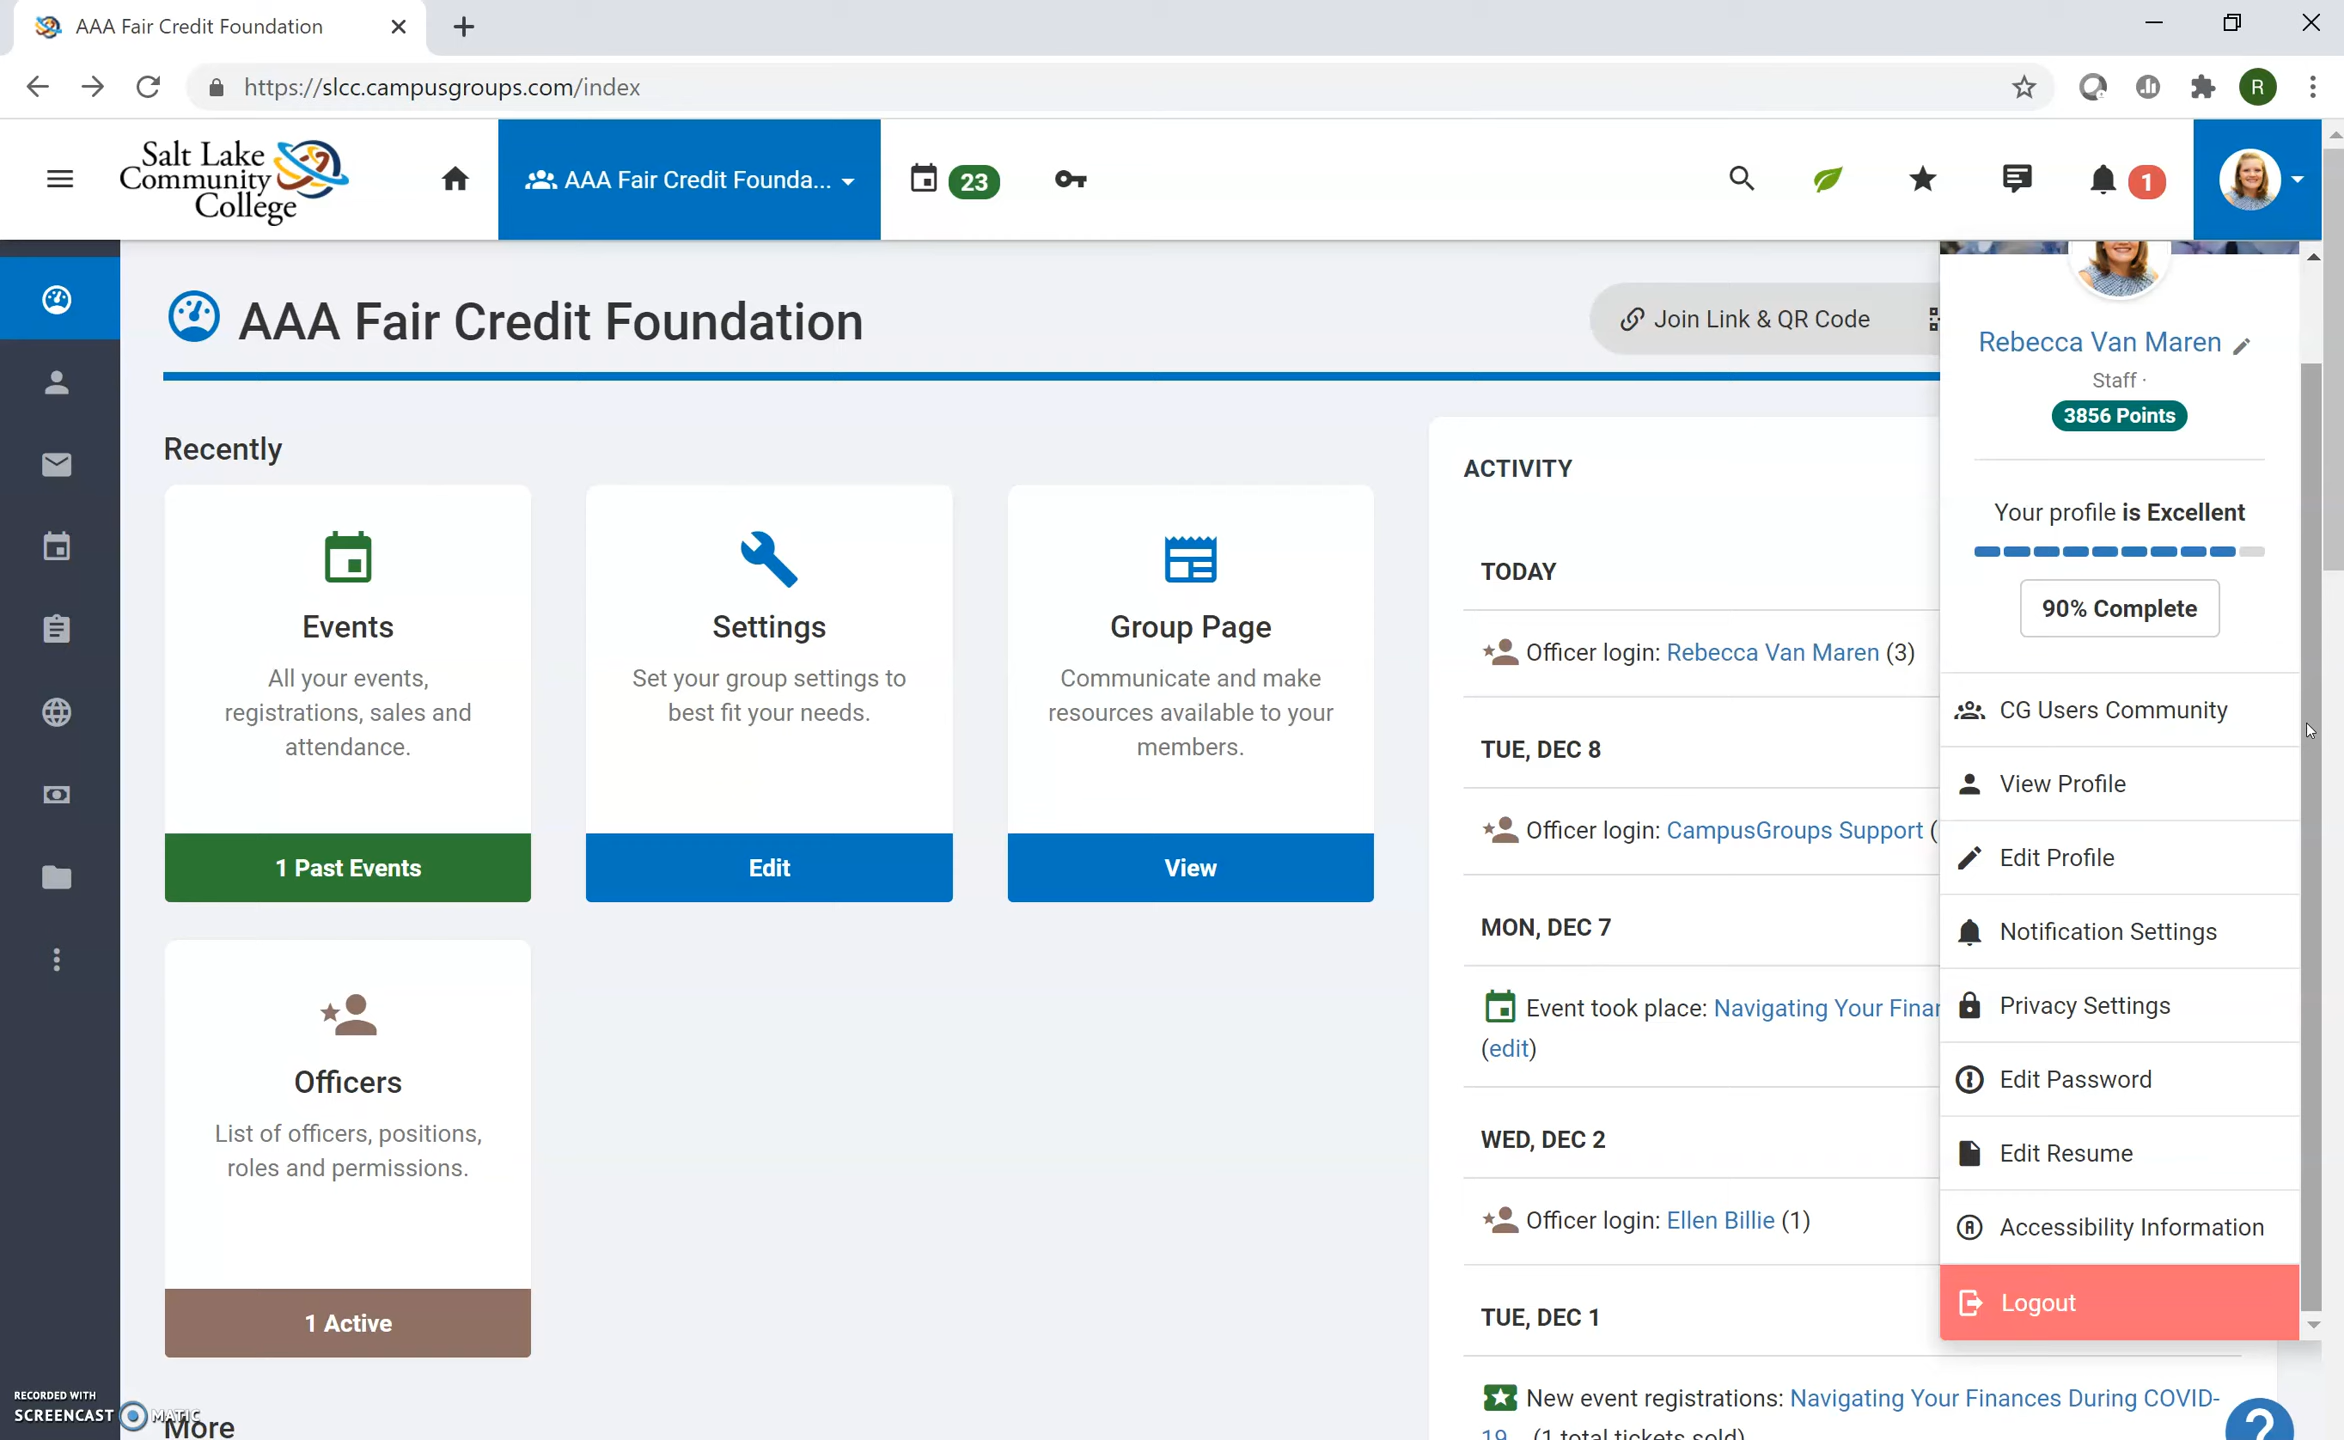 AAA Fair Credit Foundation
https://slcc.campusgroups.com/index
R
Salt Lake
Community
College
AAA Fair Credit Founda...
23
1
AAA Fair Credit Foundation
Join Link & QR Code
Recently
Events
All your events,
registrations, sales and
attendance.
1 Past Events
Settings
Set your group settings to
best fit your needs.
Edit
Group Page
Communicate and make
resources available to your
members.
View
Officers
List of officers, positions,
roles and permissions.
1 Active
More
ACTIVITY
TODAY
Officer login: Rebecca Van Maren (3)
TUE, DEC 8
Officer login: CampusGroups Support (
MON, DEC 7
Event took place: Navigating Your Finan
(edit)
WED, DEC 2
Officer login: Ellen Billie (1)
TUE, DEC 1
New event registrations: Navigating Your Finances During COVID-
19 (1 total tickets sold)
Rebecca Van Maren
Staff ·
3856 Points
Your profile is Excellent
90% Complete
CG Users Community
View Profile
Edit Profile
Notification Settings
Privacy Settings
Edit Password
Edit Resume
Accessibility Information
Logout
?
RECORDED WITH
SCREENCAST MATIC